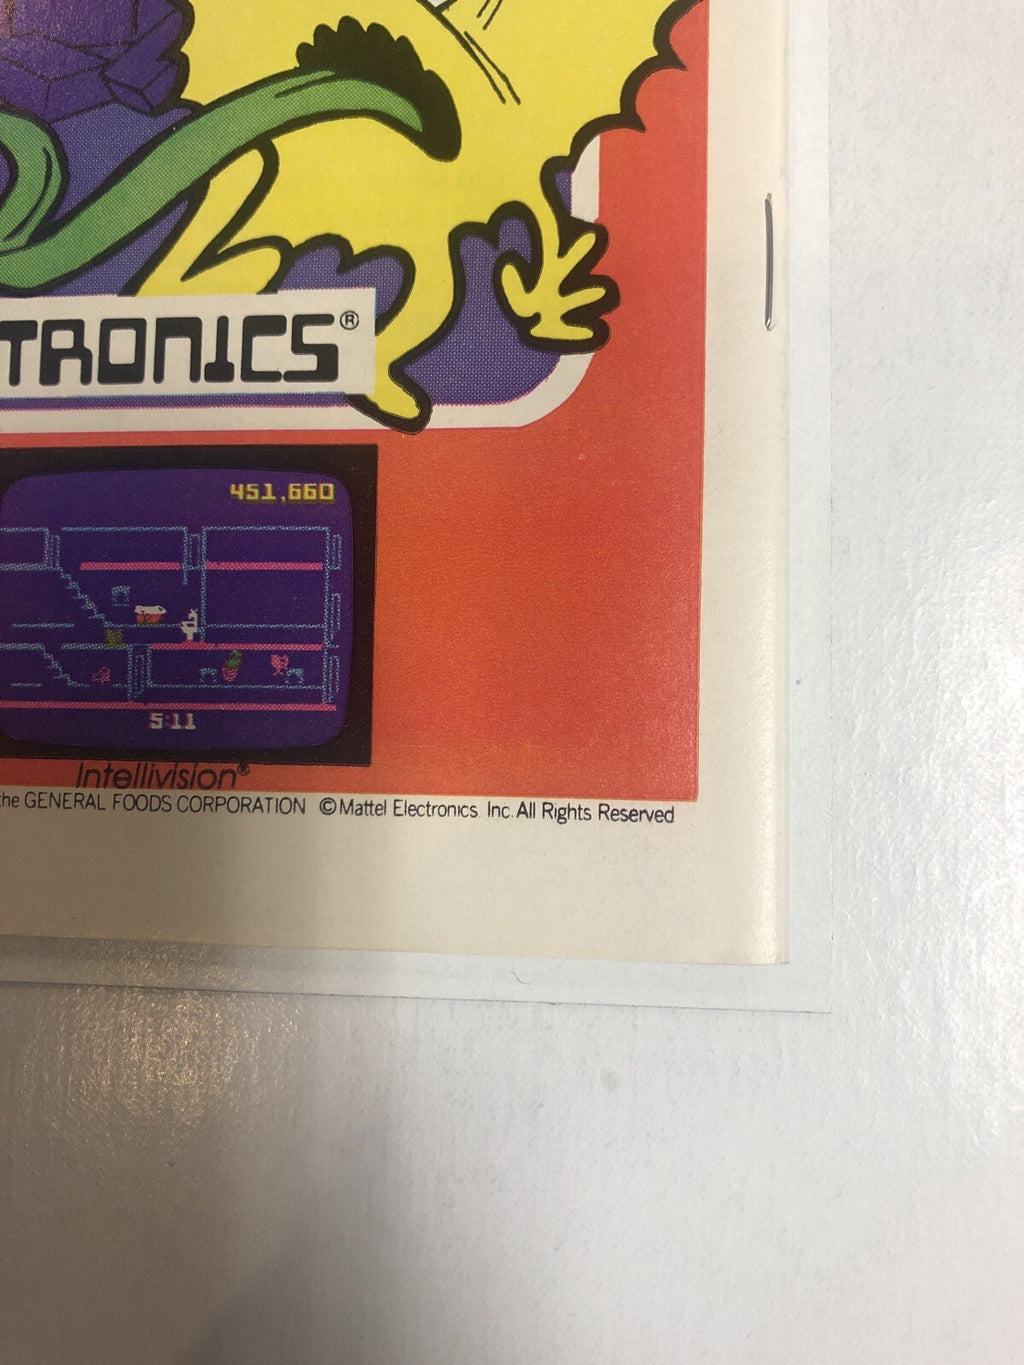 TRONICS®
451,660
5:11
Intellivision®
the GENERAL FOODS CORPORATION ©Mattel Electronics, Inc. All Rights Reserved